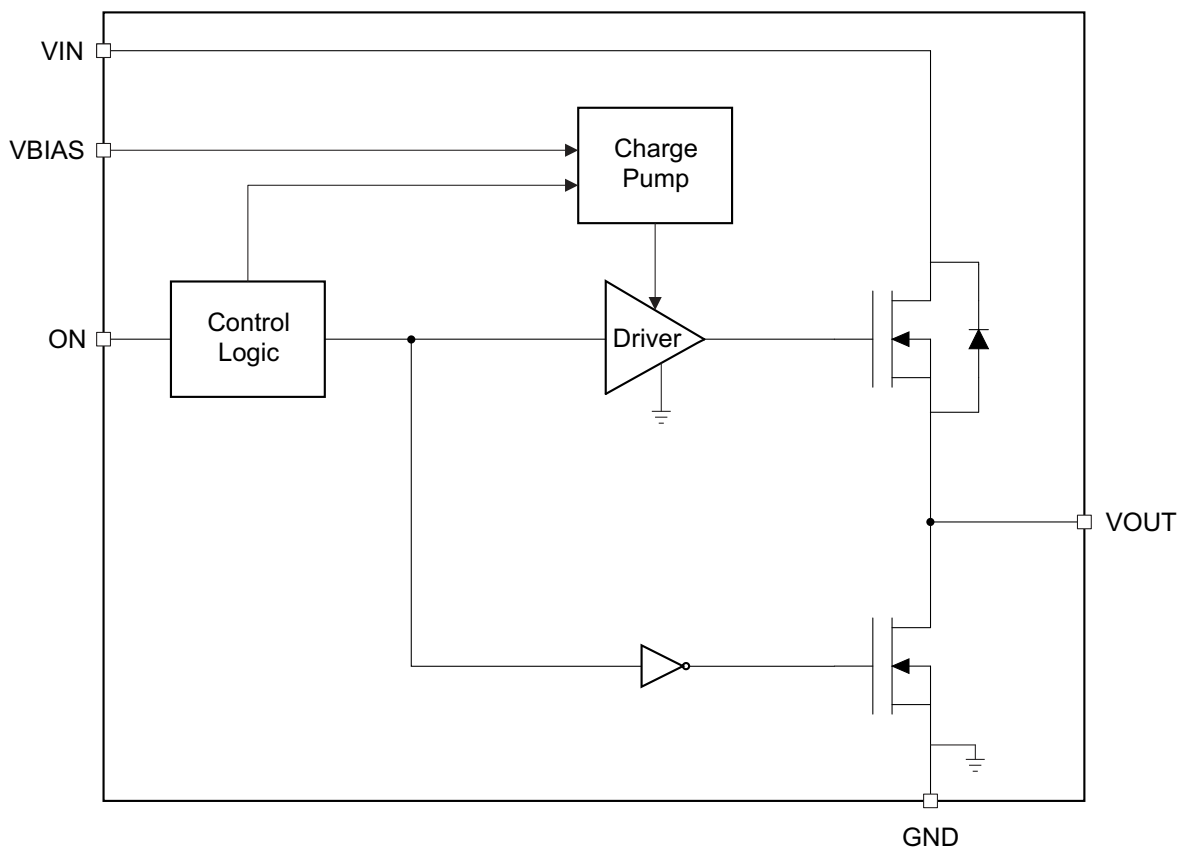 VIN
VBIAS
Charge
Pump
Control
Logic
ON
Driver
VOUT
GND